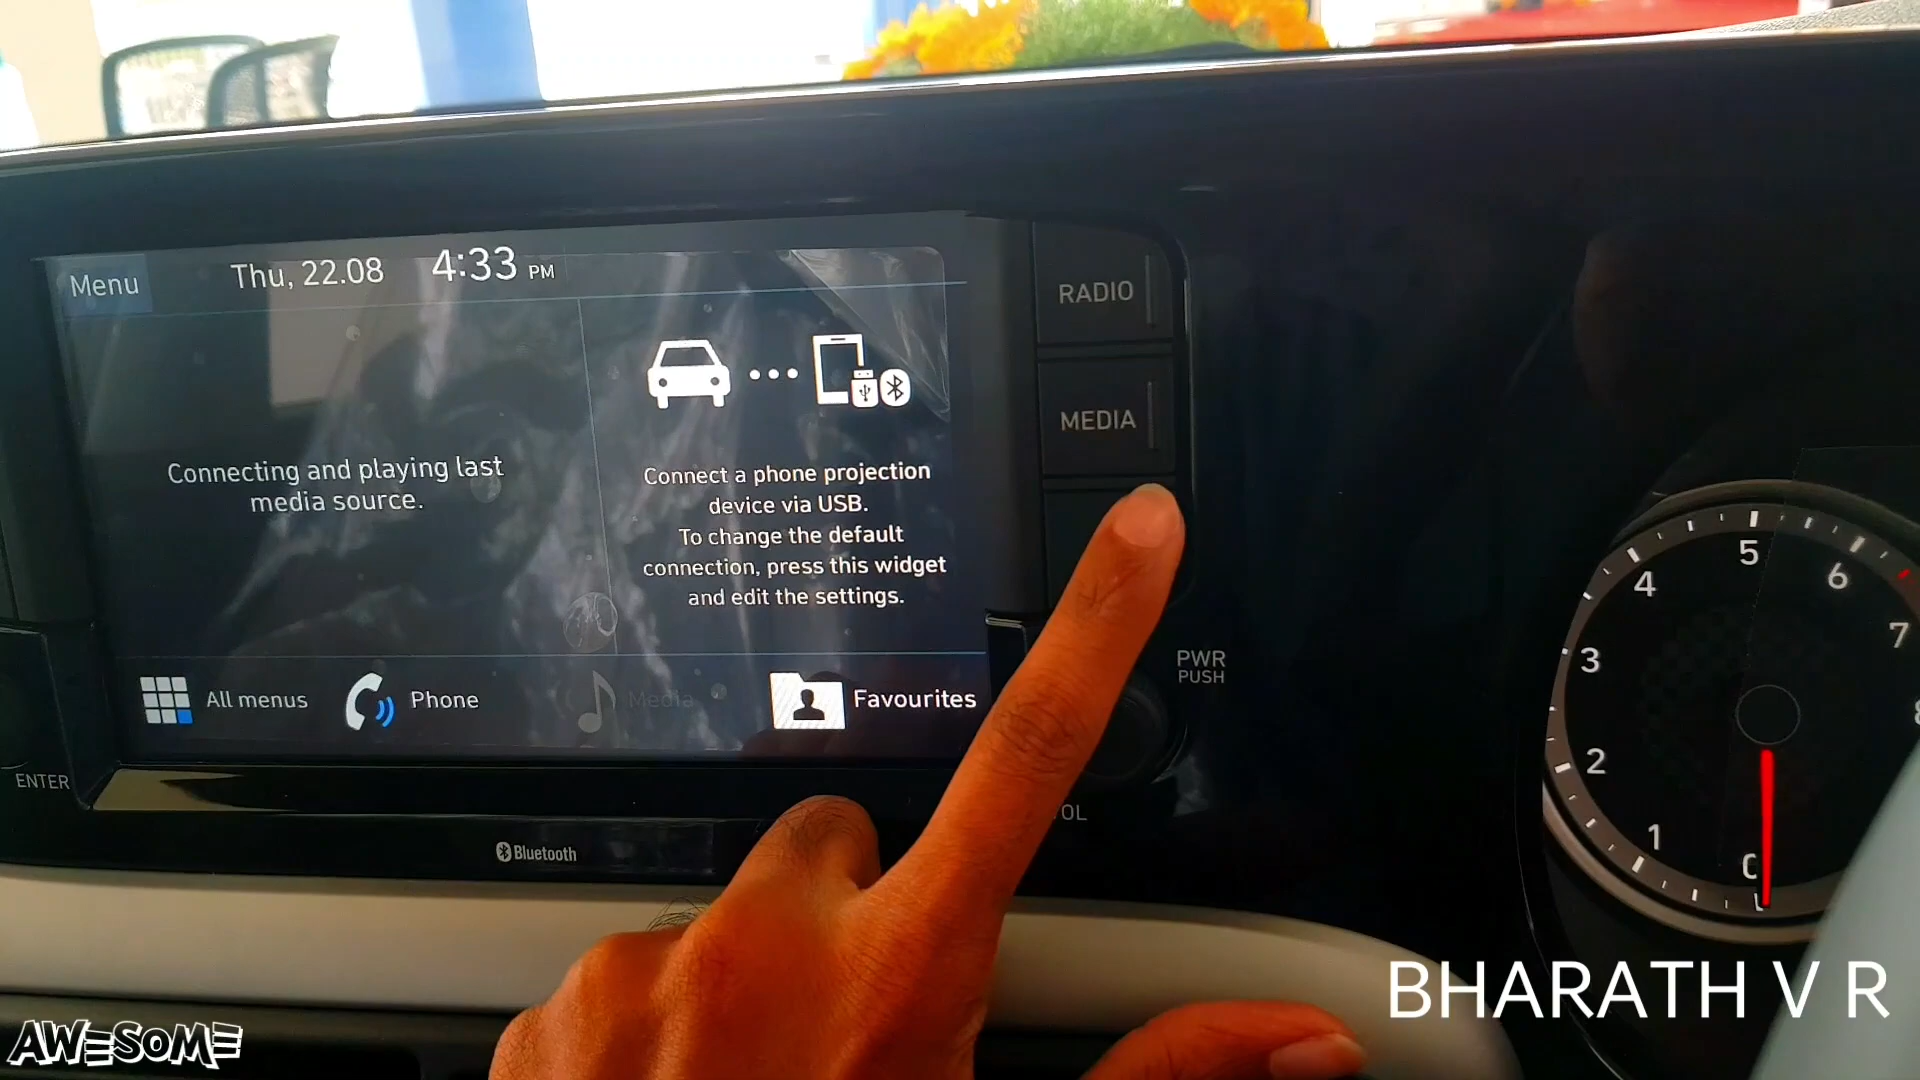 Menu
Thu, 22.08
4:33 PM
Connecting and playing last
media source.
Connect a phone projection
device via USB.
To change the default
connection, press this widget
and edit the settings.
All menus
Phone
Media
Favourites
RADIO
MEDIA
PWR
PUSH
ENTER
Bluetooth
5
4
6
3
7
2
1
0
BHARATH V R
AWESOME